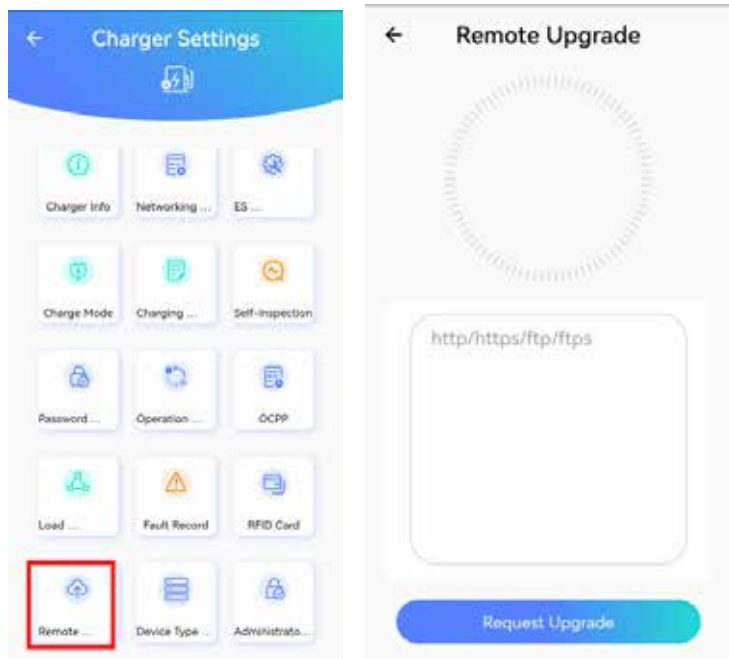 Charger Settings
Charger Info
Networking ...
ES ...
Charge Mode
Charging ...
Self-inspection
Password ...
Operation ...
OCPP
Load ...
Fault Record
RFID Card
Remote ...
Device Type ...
Administrato...
Remote Upgrade
http/https/ftp/ftps
Request Upgrade